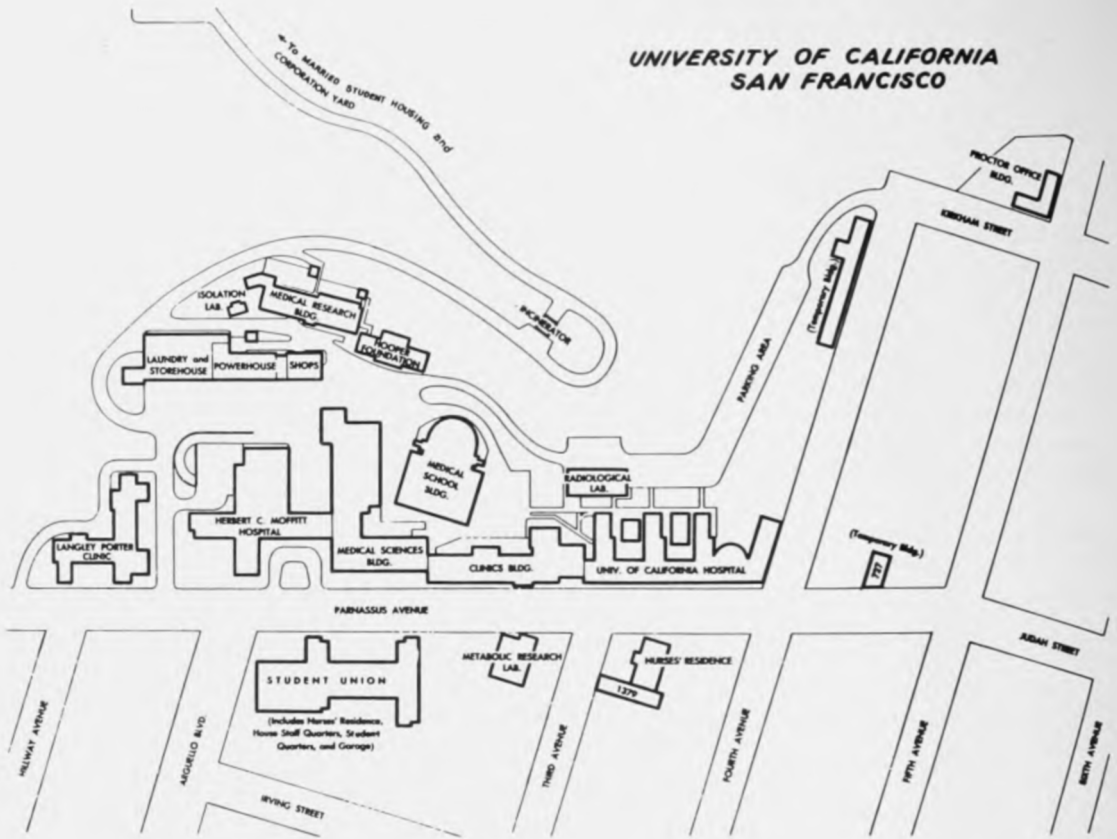 UNIVERSITY OF CALIFORNIA
SAN FRANCISCO
← To MARRIED STUDENT HOUSING and
CORPORATION YARD
PROCTOR OFFICE
BLDG.
KIRKHAM STREET
(Temporary Bldg.)
ISOLATION
LAB.
MEDICAL RESEARCH
BLDG.
HOOPER
FOUNDATION
INCINERATOR
LAUNDRY and
STOREHOUSE
POWERHOUSE
SHOPS
PARKING AREA
MEDICAL
SCHOOL
BLDG.
RADIOLOGICAL
LAB.
HERBERT C. MOFFITT
HOSPITAL
LANGLEY PORTER
CLINIC
MEDICAL SCIENCES
BLDG.
CLINICS BLDG.
UNIV. OF CALIFORNIA HOSPITAL
(Temporary Bldg.)
727
PARNASSUS AVENUE
JUDAH STREET
STUDENT UNION
(Includes Nurses' Residence,
House Staff Quarters, Student
Quarters, and Garage)
METABOLIC RESEARCH
LAB.
NURSES' RESIDENCE
1279
HILLWAY AVENUE
ARGUELLO BLVD.
IRVING STREET
THIRD AVENUE
FOURTH AVENUE
FIFTH AVENUE
SIXTH AVENUE